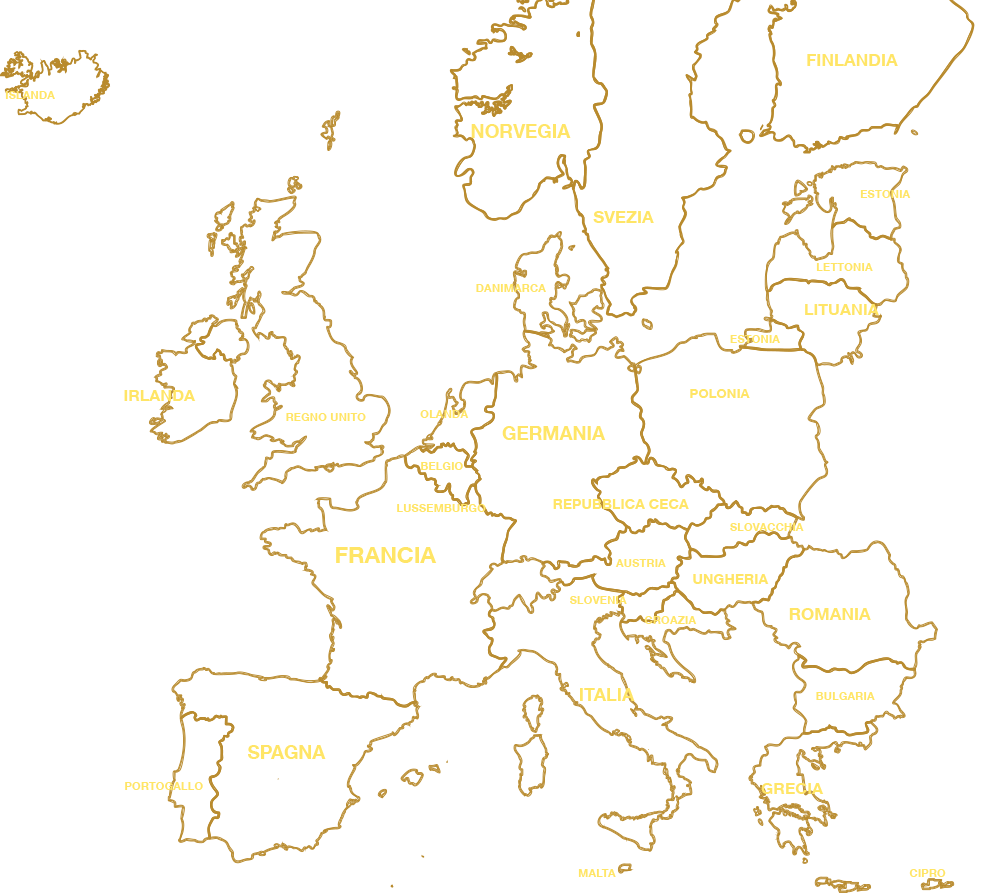 FINLANDIA
ISLANDA
NORVEGIA
ESTONIA
SVEZIA
LETTONIA
DANIMARCA
LITUANIA
ESTONIA
POLONIA
IRLANDA
OLANDA
REGNO UNITO
GERMANIA
BELGIO
REPUBBLICA CECA
LUSSEMBURGO
SLOVACCHIA
FRANCIA
AUSTRIA
UNGHERIA
SLOVENIA
ROMANIA
CROAZIA
ITALIA
BULGARIA
SPAGNA
PORTOGALLO
GRECIA
MALTA
CIPRO